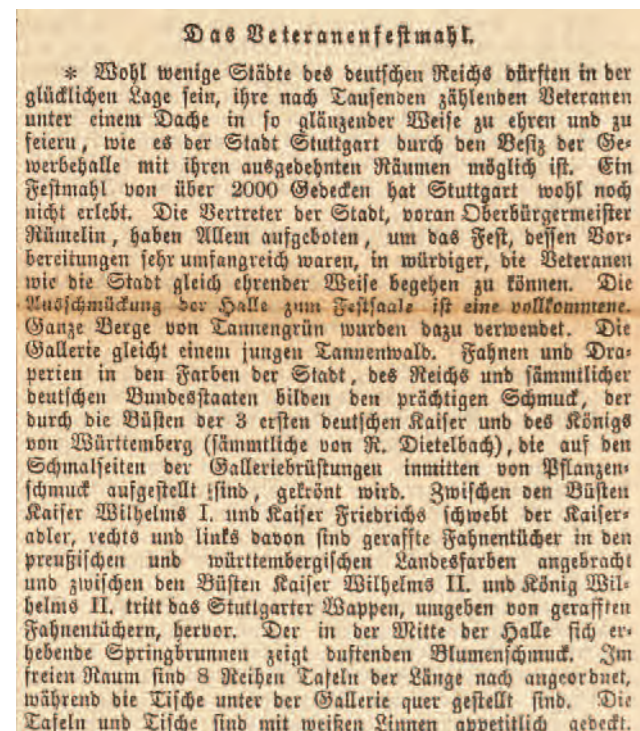 Das Veteranenfestmahl.
* Wohl wenige Städte des deutschen Reichs dürften in der
glücklichen Lage sein, ihre nach Tausenden zählenden Veteranen
unter einem Dache in so glänzender Weise zu ehren und zu
feiern, wie es der Stadt Stuttgart durch den Besiz der Ge-
werbehalle mit ihren ausgedehnten Räumen möglich ist. Ein
Festmahl von über 2000 Gedecken hat Stuttgart wohl noch
nicht erlebt. Die Vertreter der Stadt, voran Oberbürgermeister
Rümelin, haben Allem aufgeboten, um das Fest, dessen Vor-
bereitungen sehr umfangreich waren, in würdiger, die Veteranen
wie die Stadt gleich ehrender Weise begehen zu können. Die
Ausschmückung der Halle zum Festsaale ist eine vollkommene.
Ganze Berge von Tannengrün wurden dazu verwendet. Die
Gallerie gleicht einem jungen Tannenwald. Fahnen und Dra-
perien in den Farben der Stadt, des Reichs und sämmtlicher
deutschen Bundesstaaten bilden den prächtigen Schmuck, der
durch die Büsten der 3 ersten deutschen Kaiser und des Königs
von Württemberg (sämmtliche von R. Dietelbach), die auf den
Schmalseiten der Galleriebrüstungen inmitten von Pflanzen-
schmuck aufgestellt sind, gekrönt wird. Zwischen den Büsten
Kaiser Wilhelms I. und Kaiser Friedrichs schwebt der Kaiser-
adler, rechts und links davon sind geraffte Fahnentücher in den
preußischen und württembergischen Landesfarben angebracht
und zwischen den Büsten Kaiser Wilhelms II. und König Wil-
helms II. tritt das Stuttgarter Wappen, umgeben von gerafften
Fahnentüchern, hervor. Der in der Mitte der Halle sich er-
hebende Springbrunnen zeigt duftenden Blumenschmuck. Im
freien Raum sind 8 Reihen Tafeln der Länge nach angeordnet,
während die Tische unter der Gallerie quer gestellt sind. Die
Tafeln und Tische sind mit weißen Linnen appetitlich gedeckt.